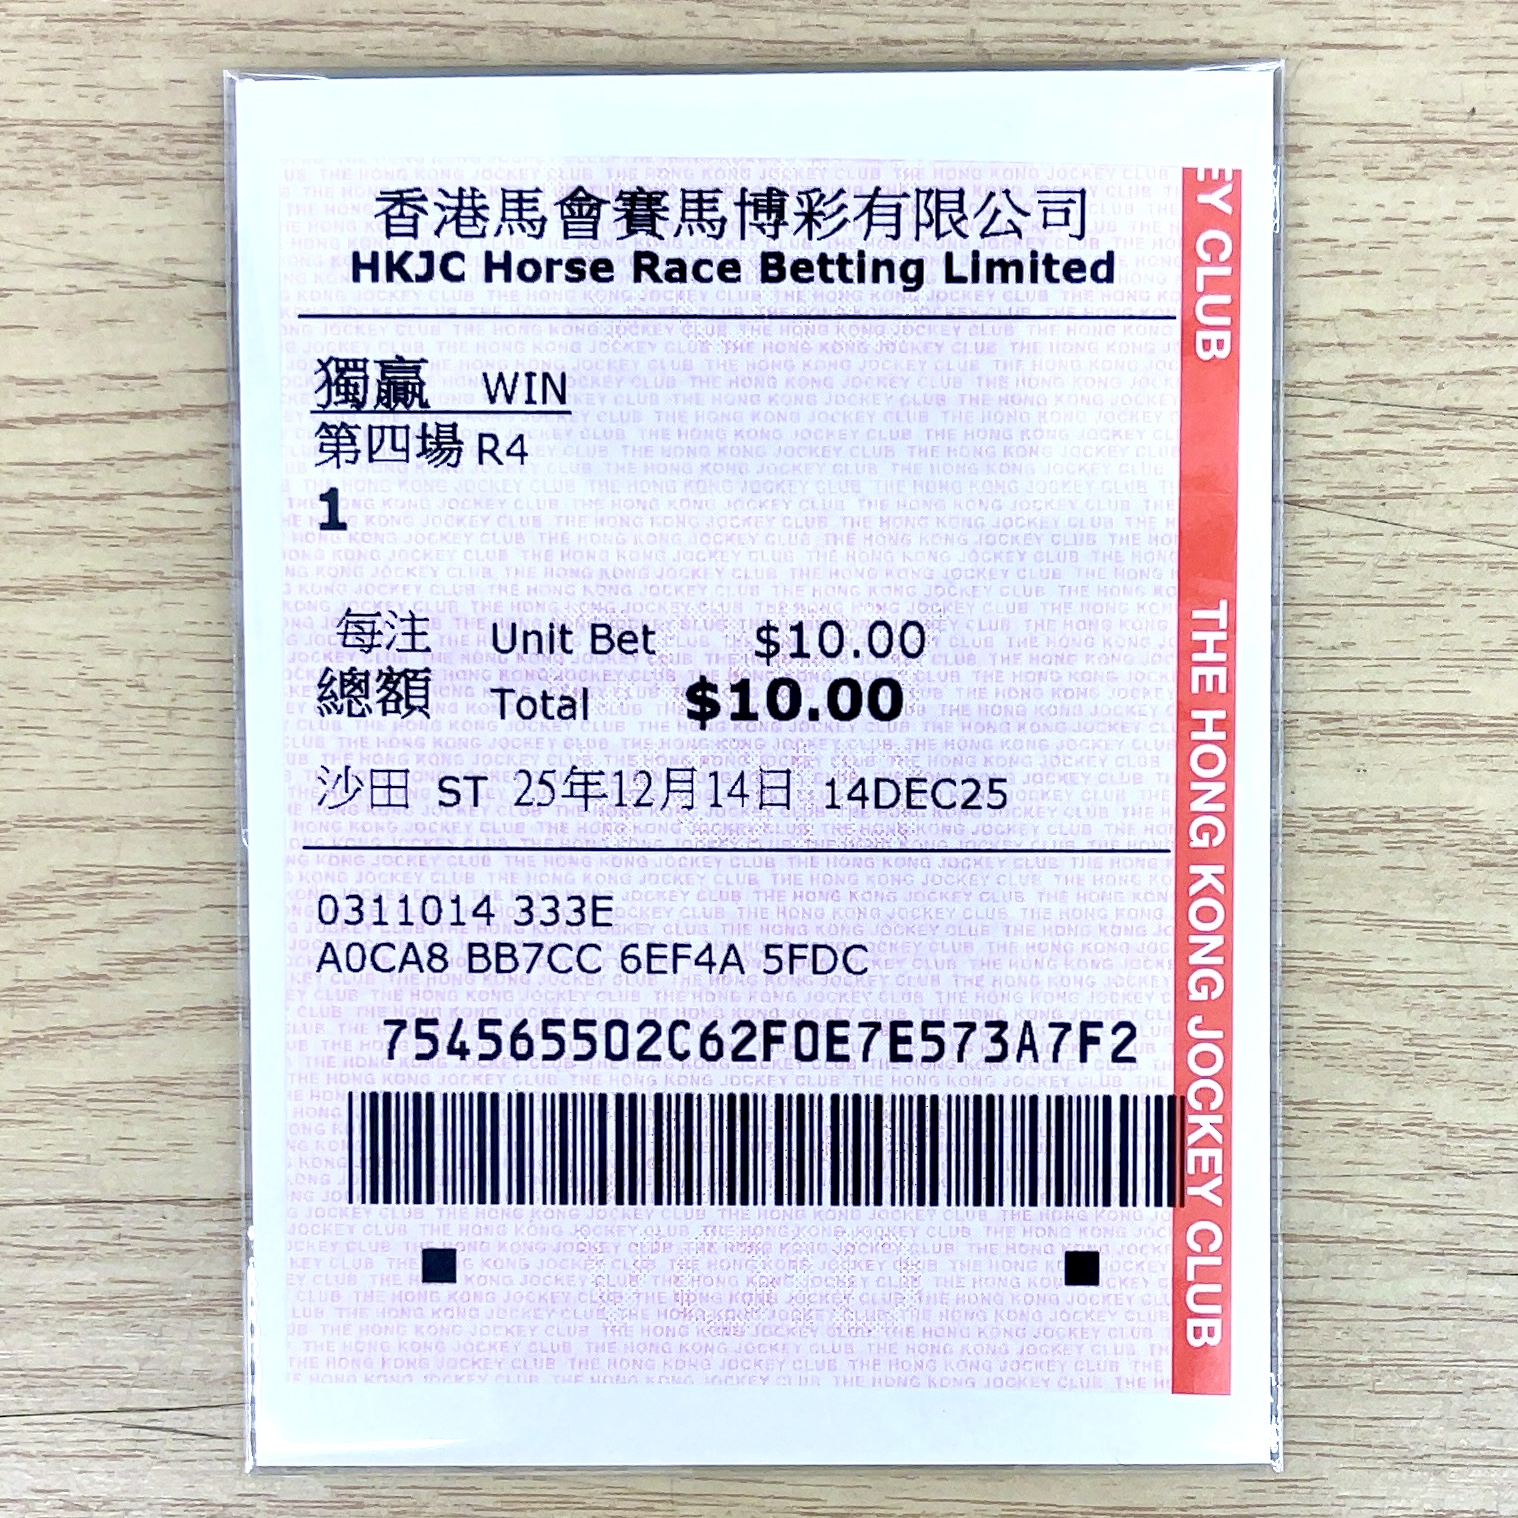 香港馬會賽馬博彩有限公司
HKJC Horse Race Betting Limited
獨贏 WIN
第四場 R4
1
每注 Unit Bet $10.00
總額 Total $10.00
沙田 ST 25年12月14日 14DEC25
0311014 333E
A0CA8 BB7CC 6EF4A 5FDC
754565502C62F0E7E573A7F2
EY CLUB
THE HONG KONG JOCKEY CLUB